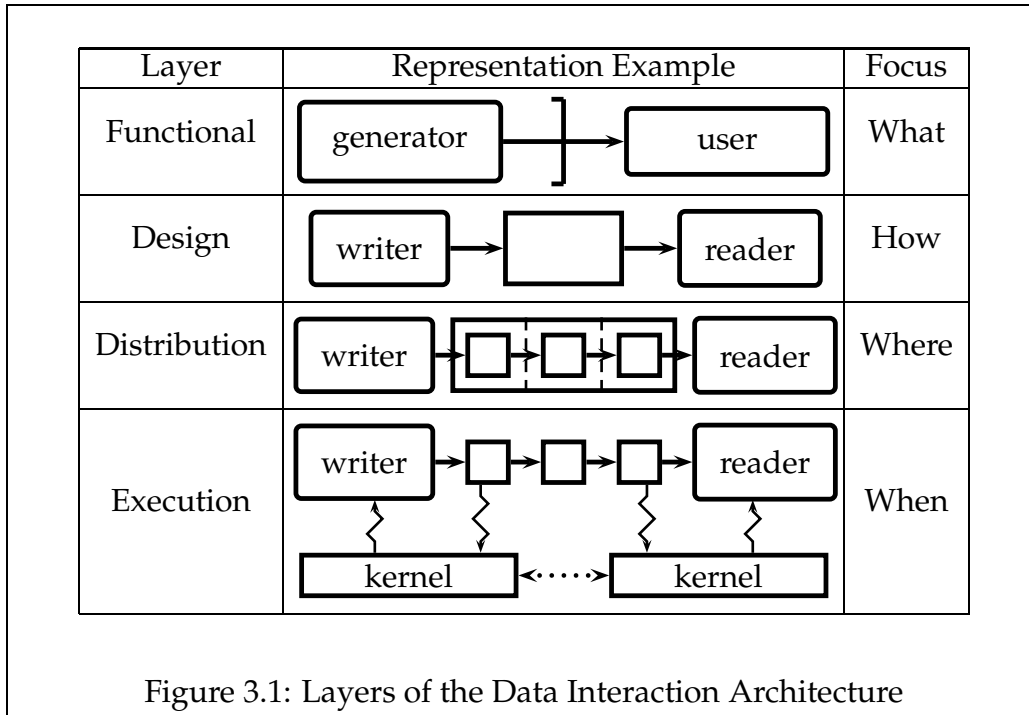 Layer Representation Example Focus
Functional generator user What
Design writer reader How
Distribution writer reader Where
writer reader
Execution When
kernel kernel
Figure 3.1: Layers of the Data Interaction Architecture